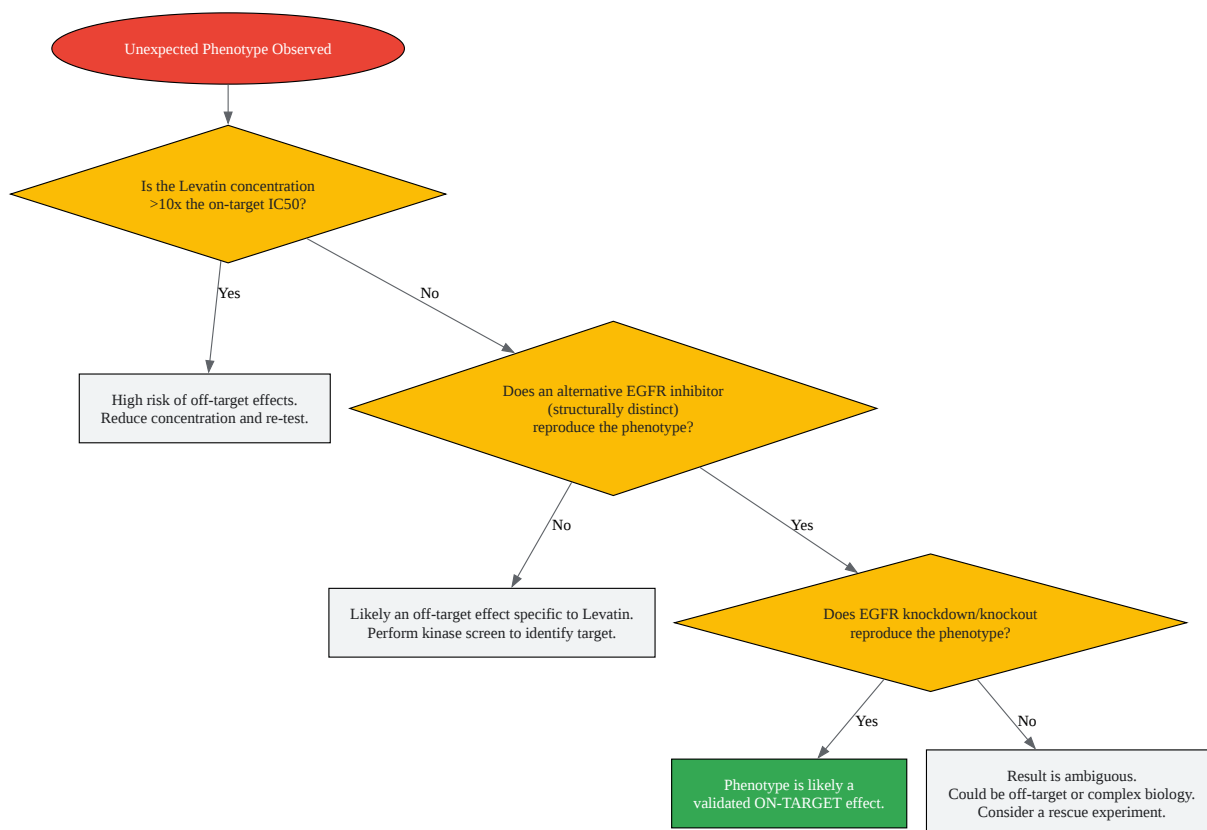 Unexpected Phenotype Observed
Is the Levatin concentration
>10x the on-target IC50?
Yes
No
High risk of off-target effects.
Reduce concentration and re-test.
Does an alternative EGFR inhibitor
(structurally distinct)
reproduce the phenotype?
No
Yes
Likely an off-target effect specific to Levatin.
Perform kinase screen to identify target.
Does EGFR knockdown/knockout
reproduce the phenotype?
Yes
No
Phenotype is likely a
validated ON-TARGET effect.
Result is ambiguous.
Could be off-target or complex biology.
Consider a rescue experiment.